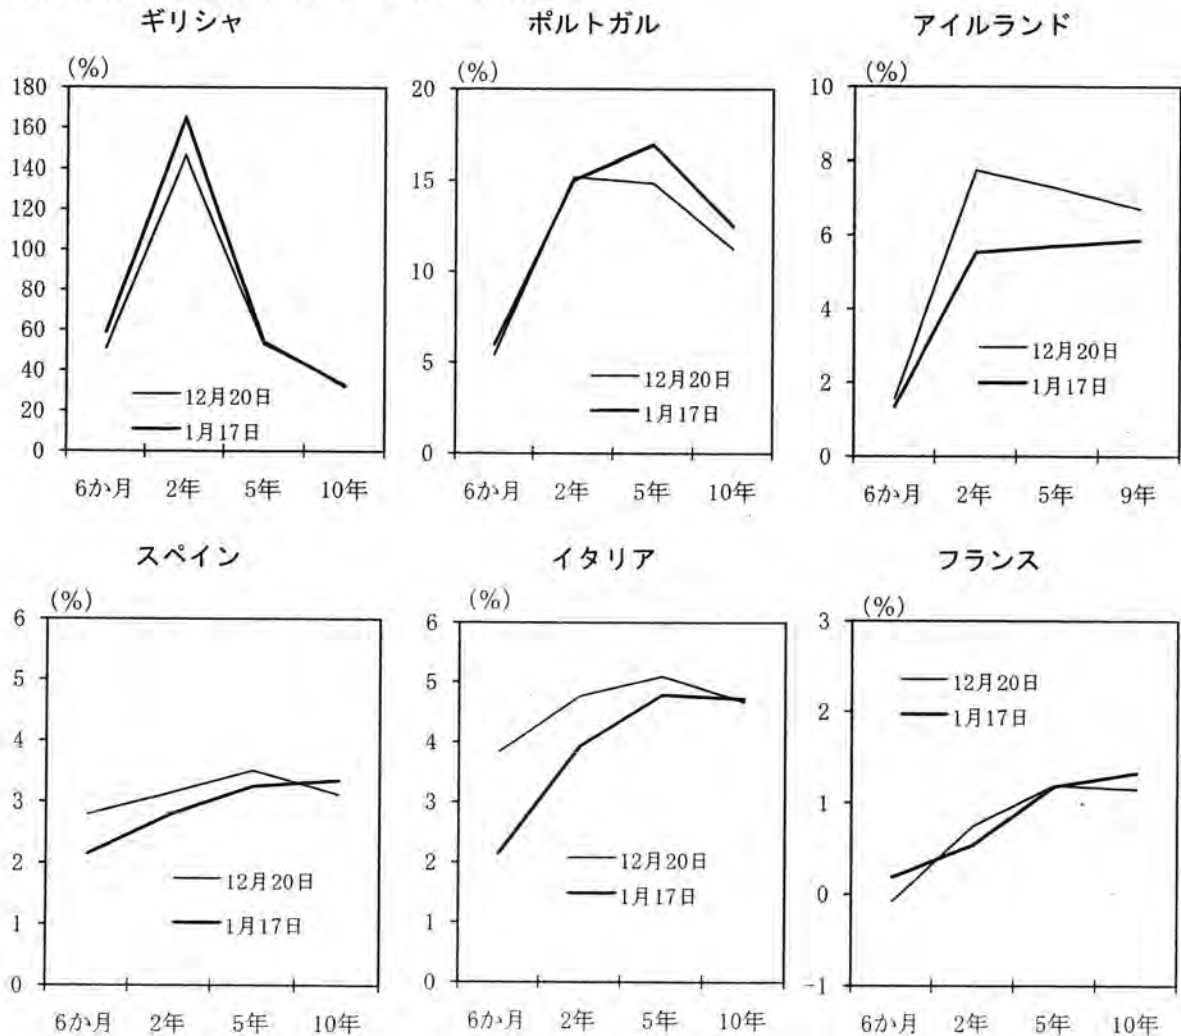 ギリシャ
(%)
180
160
140
120
100
80
60
40
20
0
12月20日
1月17日
6か月 2年 5年 10年
ポルトガル
(%)
20
15
10
5
0
12月20日
1月17日
6か月 2年 5年 10年
アイルランド
(%)
10
8
6
4
2
0
12月20日
1月17日
6か月 2年 5年 9年
スペイン
(%)
6
5
4
3
2
1
0
12月20日
1月17日
6か月 2年 5年 10年
イタリア
(%)
6
5
4
3
2
1
0
12月20日
1月17日
6か月 2年 5年 10年
フランス
(%)
3
2
1
0
-1
12月20日
1月17日
6か月 2年 5年 10年